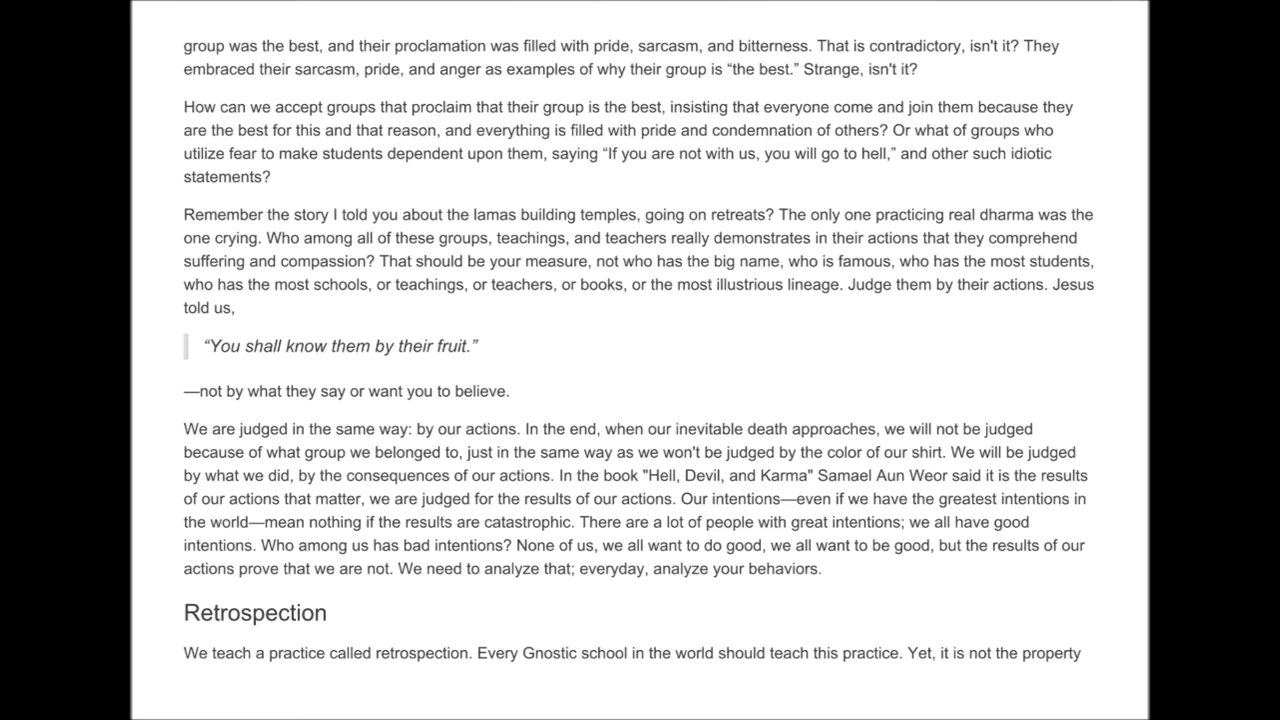 group was the best, and their proclamation was filled with pride, sarcasm, and bitterness. That is contradictory, isn't it? They
embraced their sarcasm, pride, and anger as examples of why their group is “the best.” Strange, isn't it?
How can we accept groups that proclaim that their group is the best, insisting that everyone come and join them because they
are the best for this and that reason, and everything is filled with pride and condemnation of others? Or what of groups who
utilize fear to make students dependent upon them, saying “If you are not with us, you will go to hell,” and other such idiotic
statements?
Remember the story I told you about the lamas building temples, going on retreats? The only one practicing real dharma was the
one crying. Who among all of these groups, teachings, and teachers really demonstrates in their actions that they comprehend
suffering and compassion? That should be your measure, not who has the big name, who is famous, who has the most students,
who has the most schools, or teachings, or teachers, or books, or the most illustrious lineage. Judge them by their actions. Jesus
told us,
“You shall know them by their fruit.”
—not by what they say or want you to believe.
We are judged in the same way: by our actions. In the end, when our inevitable death approaches, we will not be judged
because of what group we belonged to, just in the same way as we won't be judged by the color of our shirt. We will be judged
by what we did, by the consequences of our actions. In the book "Hell, Devil, and Karma" Samael Aun Weor said it is the results
of our actions that matter, we are judged for the results of our actions. Our intentions—even if we have the greatest intentions in
the world—mean nothing if the results are catastrophic. There are a lot of people with great intentions; we all have good
intentions. Who among us has bad intentions? None of us, we all want to do good, we all want to be good, but the results of our
actions prove that we are not. We need to analyze that; everyday, analyze your behaviors.
Retrospection
We teach a practice called retrospection. Every Gnostic school in the world should teach this practice. Yet, it is not the property